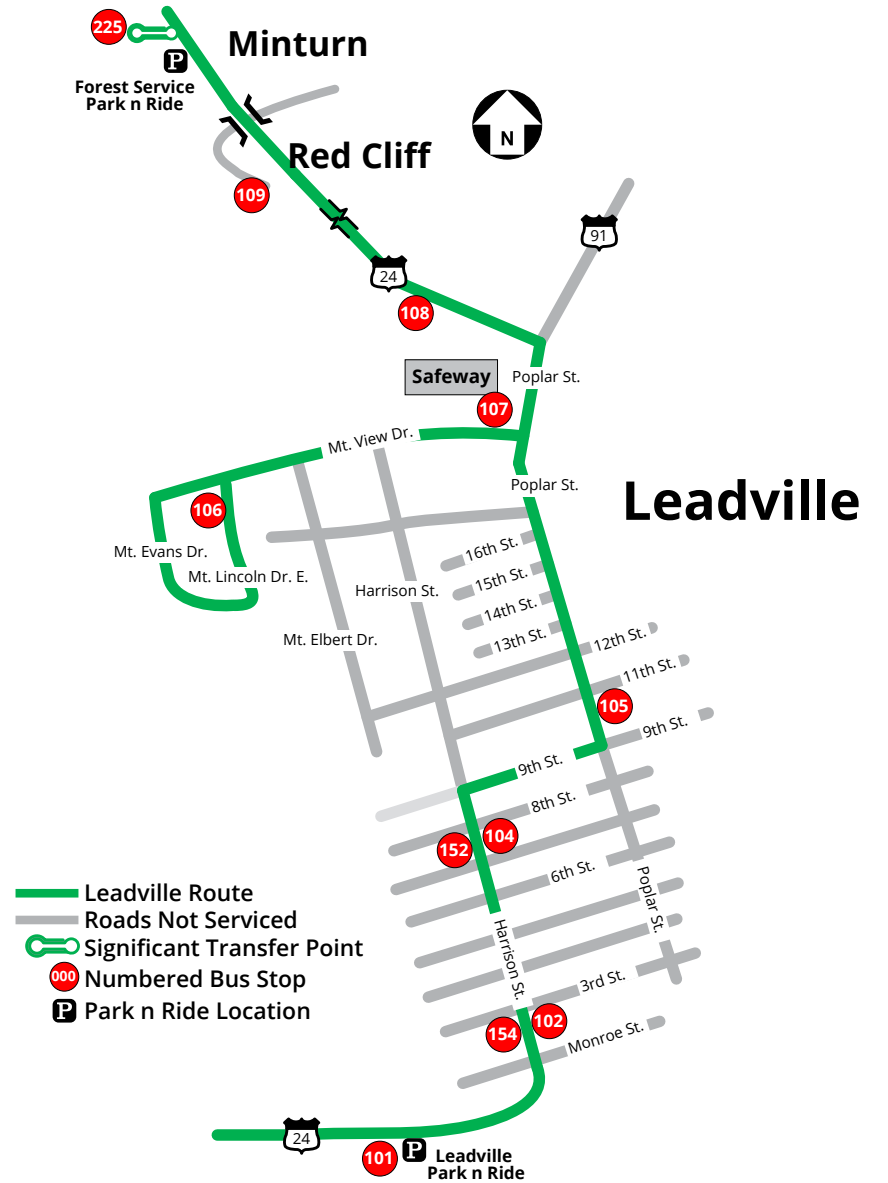 225
Minturn
P
Forest Service
Park n Ride
N
Red Cliff
109
91
24
108
Safeway
Poplar St.
107
Mt. View Dr.
Poplar St.
Leadville
106
16th St.
Mt. Evans Dr.
Mt. Lincoln Dr. E.
15th St.
Harrison St.
14th St.
Mt. Elbert Dr.
13th St.
12th St.
11th St.
105
9th St.
9th St.
8th St.
104
152
6th St.
Poplar St.
Leadville Route
Roads Not Serviced
Significant Transfer Point
000 Numbered Bus Stop
P Park n Ride Location
Harrison St.
3rd St.
102
154
Monroe St.
24
101
P
Leadville
Park n Ride